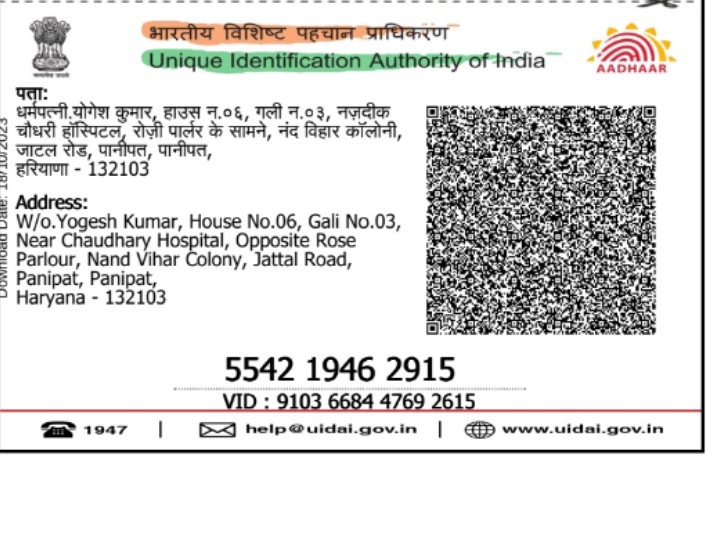 भारतीय विशिष्ट पहचान प्राधिकरण
Unique Identification Authority of India
AADHAAR
पता:
धर्मपत्नी.योगेश कुमार, हाउस न.०६, गली न.०३, नज़दीक
चौधरी हॉस्पिटल, रोज़ी पार्लर के सामने, नंद विहार कॉलोनी,
जाटल रोड, पानीपत, पानीपत,
हरियाणा - 132103
Address:
W/o.Yogesh Kumar, House No.06, Gali No.03,
Near Chaudhary Hospital, Opposite Rose
Parlour, Nand Vihar Colony, Jattal Road,
Panipat, Panipat,
Haryana - 132103
Download Date: 18/10/2023
5542 1946 2915
VID : 9103 6684 4769 2615
1947 | help@uidai.gov.in | www.uidai.gov.in